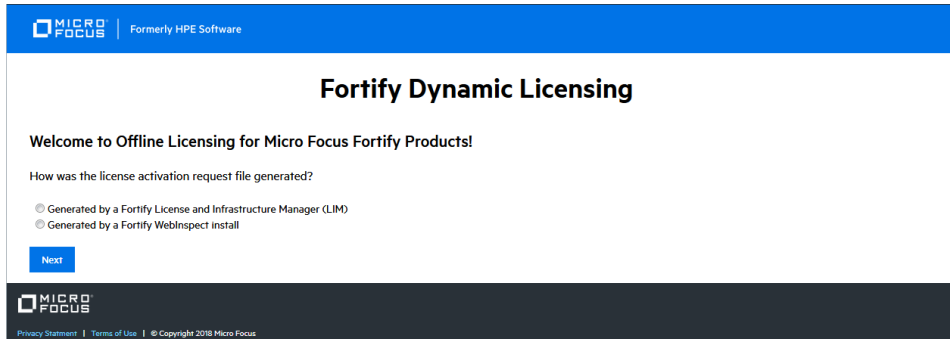 MICRO
FOCUS
Formerly HPE Software
Fortify Dynamic Licensing
Welcome to Offline Licensing for Micro Focus Fortify Products!
How was the license activation request file generated?
Generated by a Fortify License and Infrastructure Manager (LIM)
Generated by a Fortify WebInspect install
Next
MICRO
FOCUS
Privacy Statment | Terms of Use | © Copyright 2018 Micro Focus